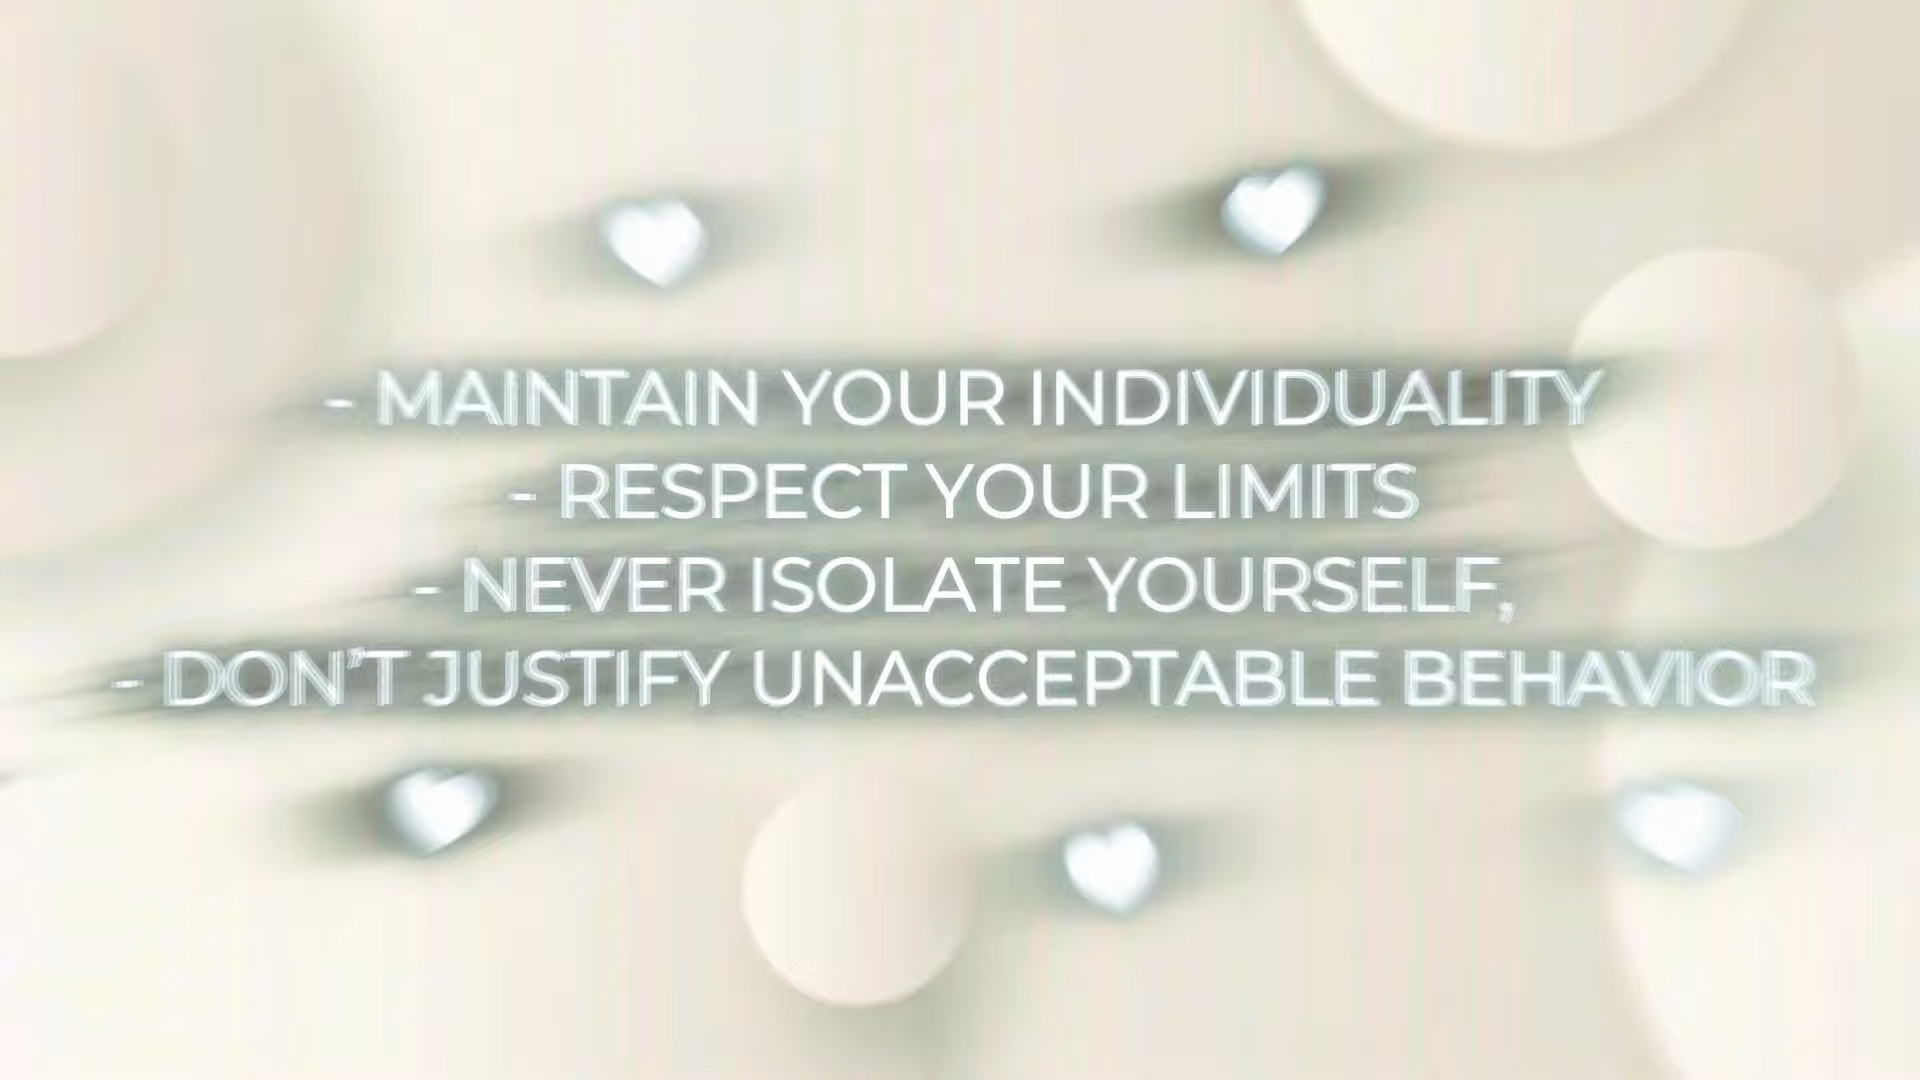 - MAINTAIN YOUR INDIVIDUALITY
- RESPECT YOUR LIMITS
- NEVER ISOLATE YOURSELF,
- DON'T JUSTIFY UNACCEPTABLE BEHAVIOR